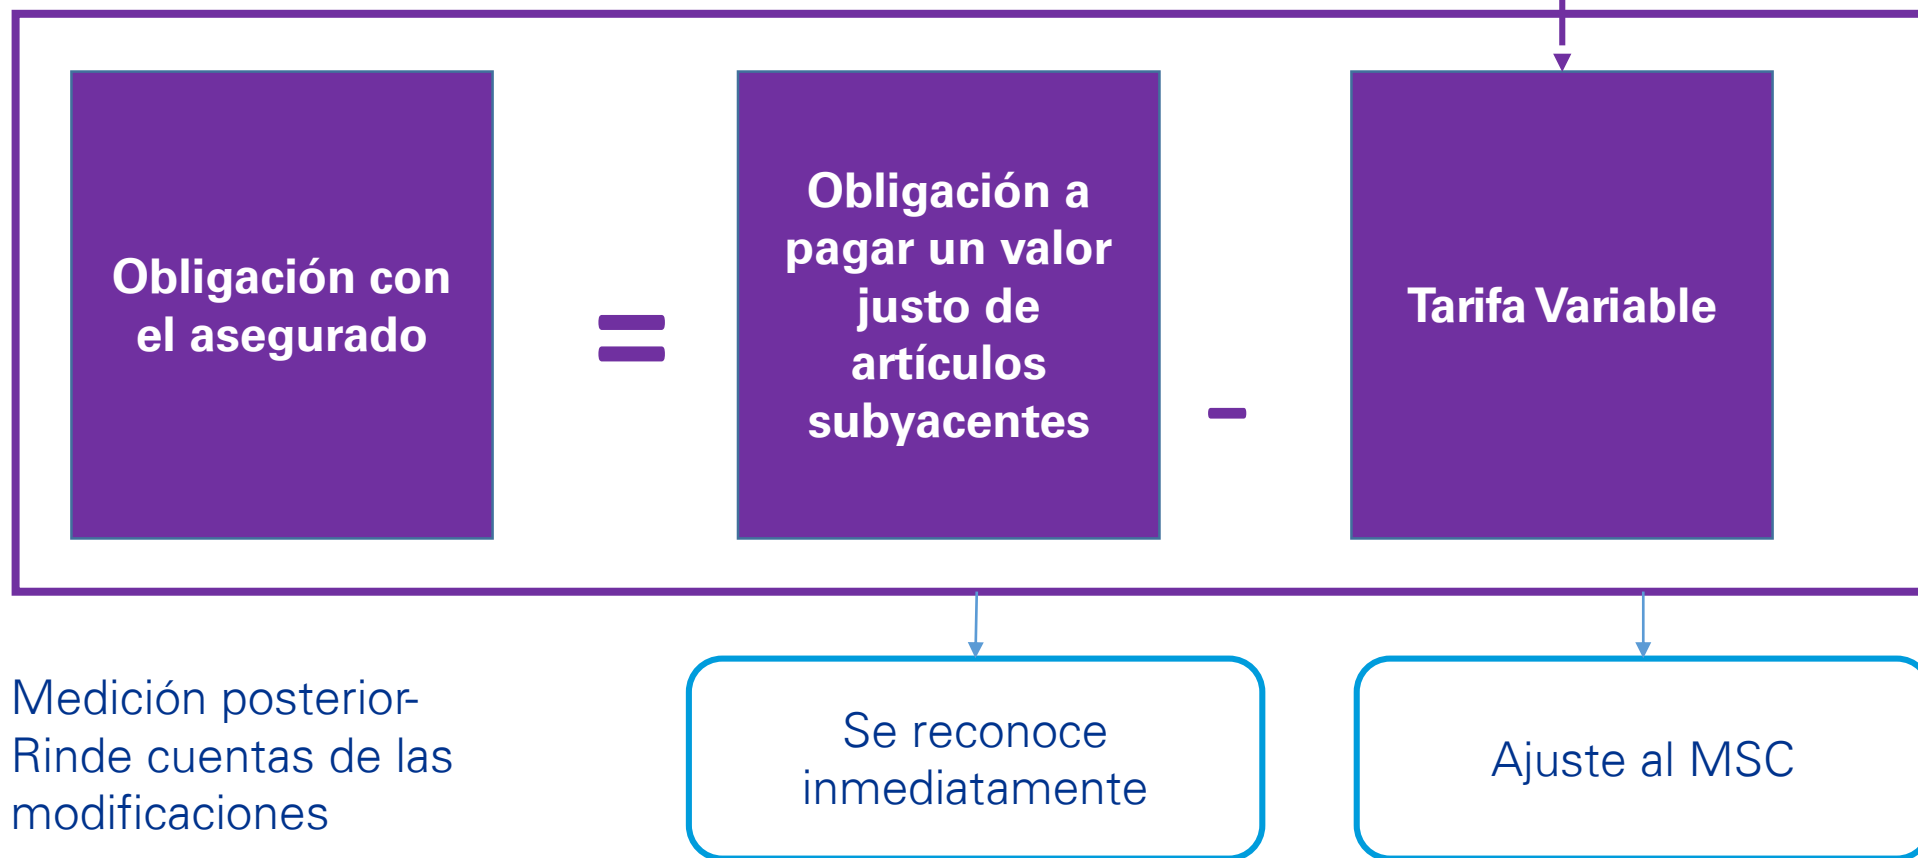 Obligación con
el asegurado
=
Obligación a
pagar un valor
justo de
artículos
subyacentes
-
Tarifa Variable
Medición posterior-
Rinde cuentas de las
modificaciones
Se reconoce
inmediatamente
Ajuste al MSC